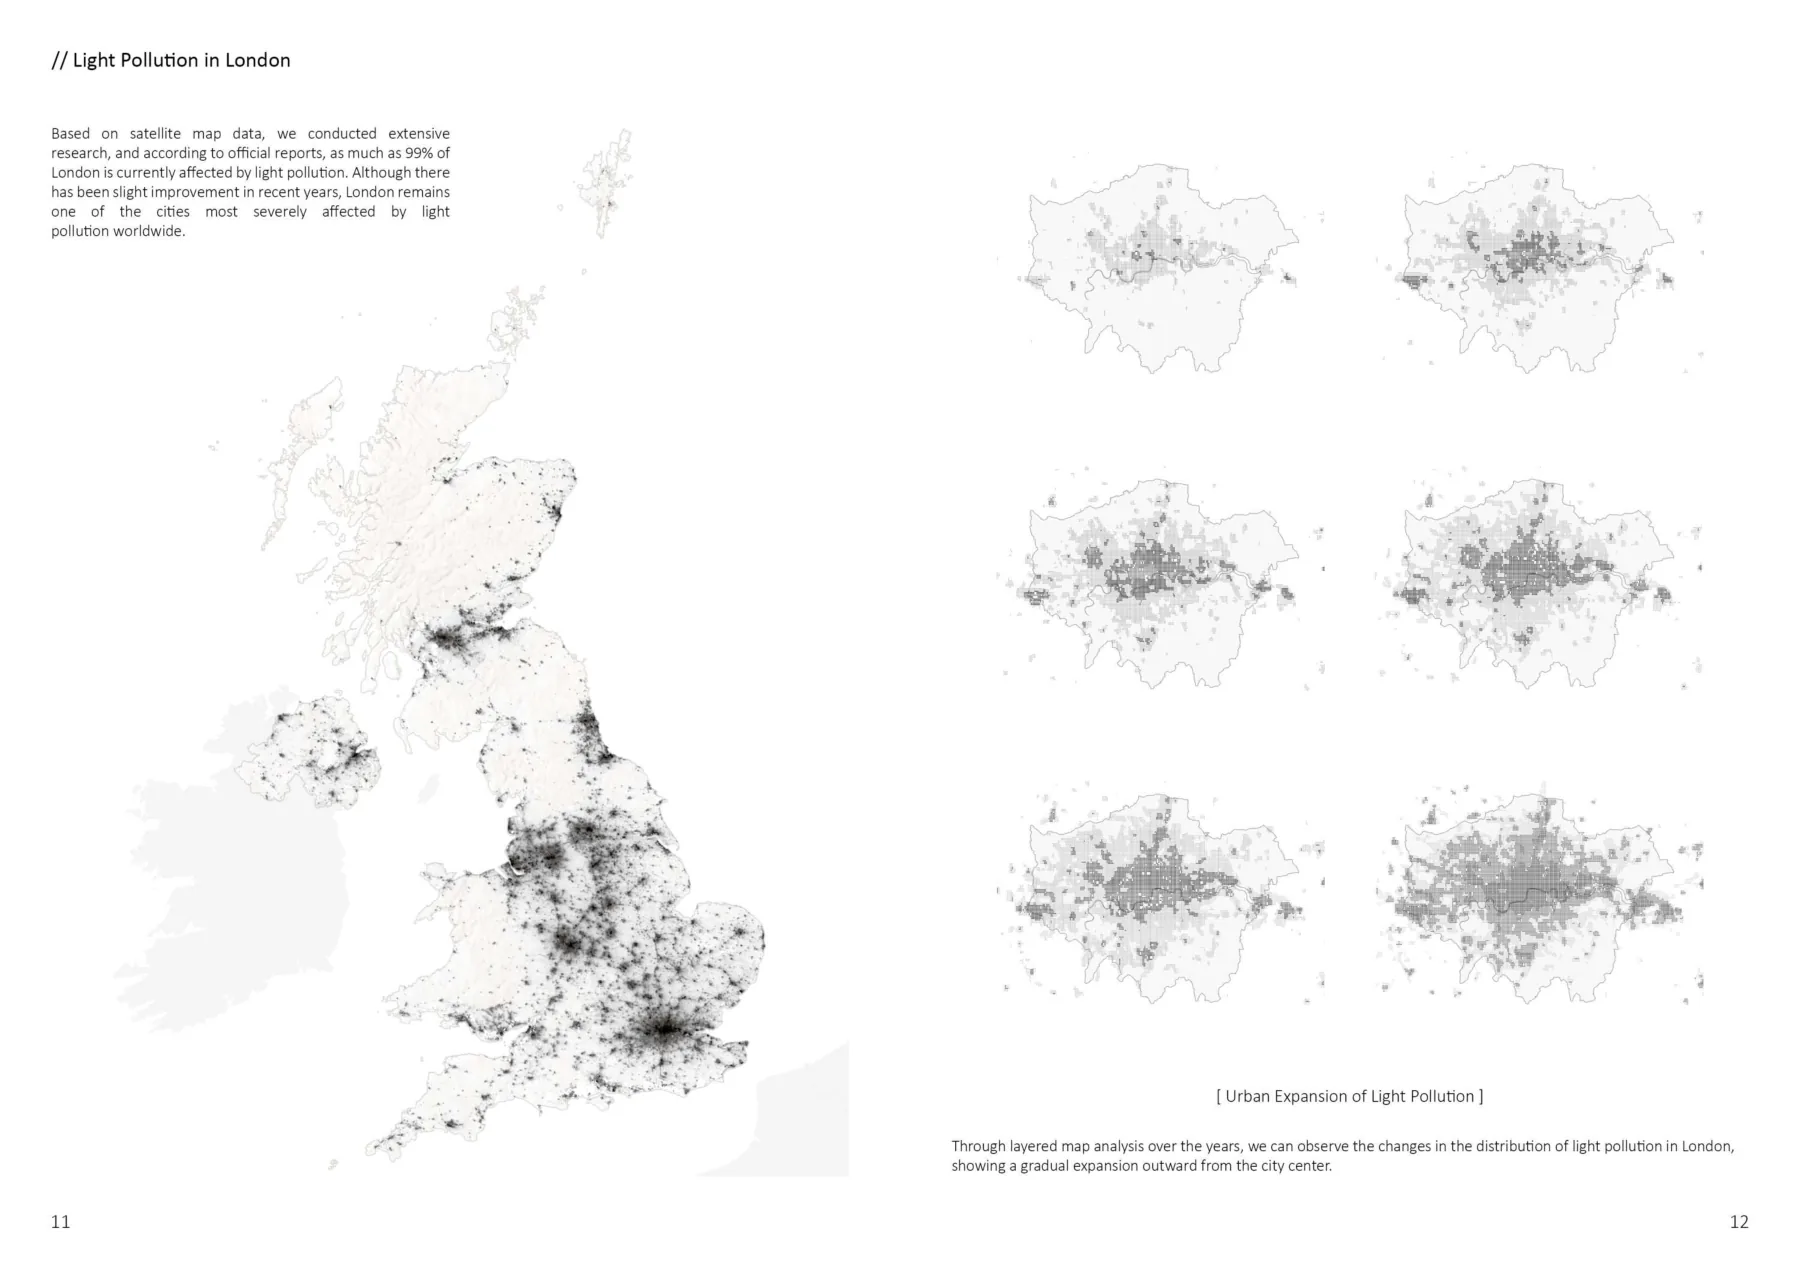 // Light Pollution in London
Based on satellite map data, we conducted extensive
research, and according to official reports, as much as 99% of
London is currently affected by light pollution. Although there
has been slight improvement in recent years, London remains
one of the cities most severely affected by light
pollution worldwide.
[ Urban Expansion of Light Pollution ]
Through layered map analysis over the years, we can observe the changes in the distribution of light pollution in London,
showing a gradual expansion outward from the city center.
11
12